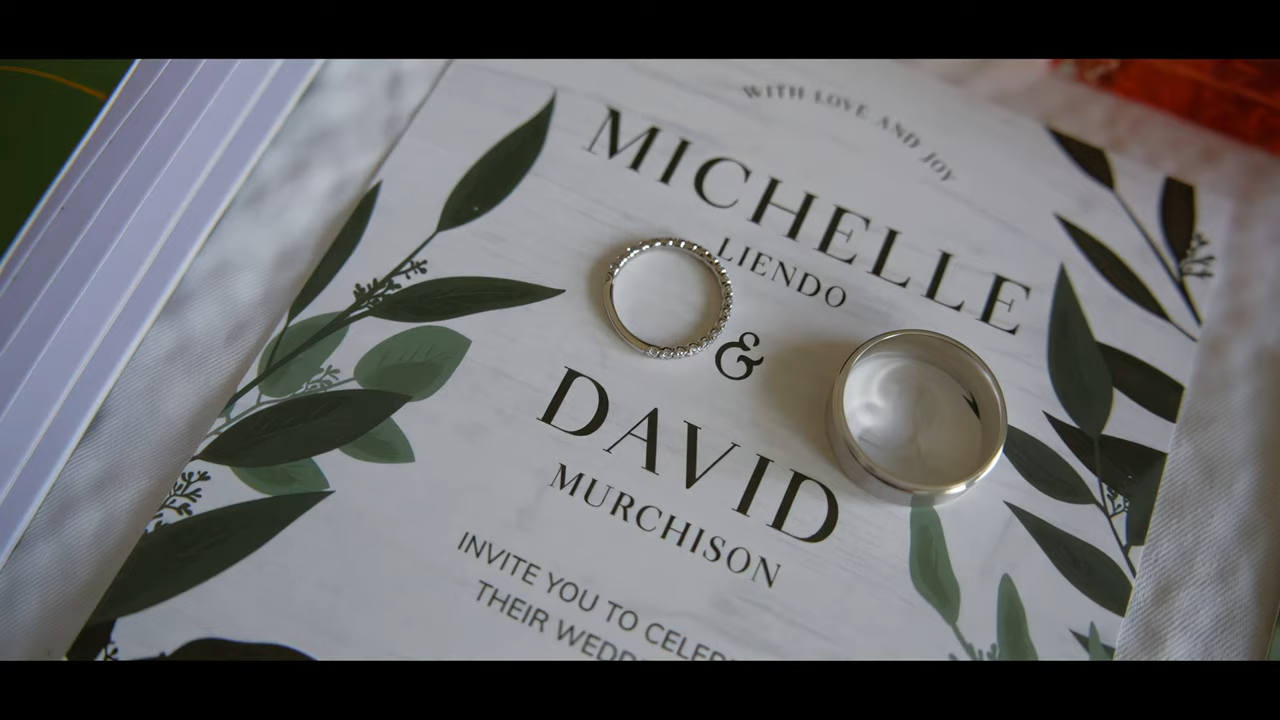 WITH LOVE AND JOY
MICHELLE
LIENDO
&
DAVID
MURCHISON
INVITE YOU TO
THEIR